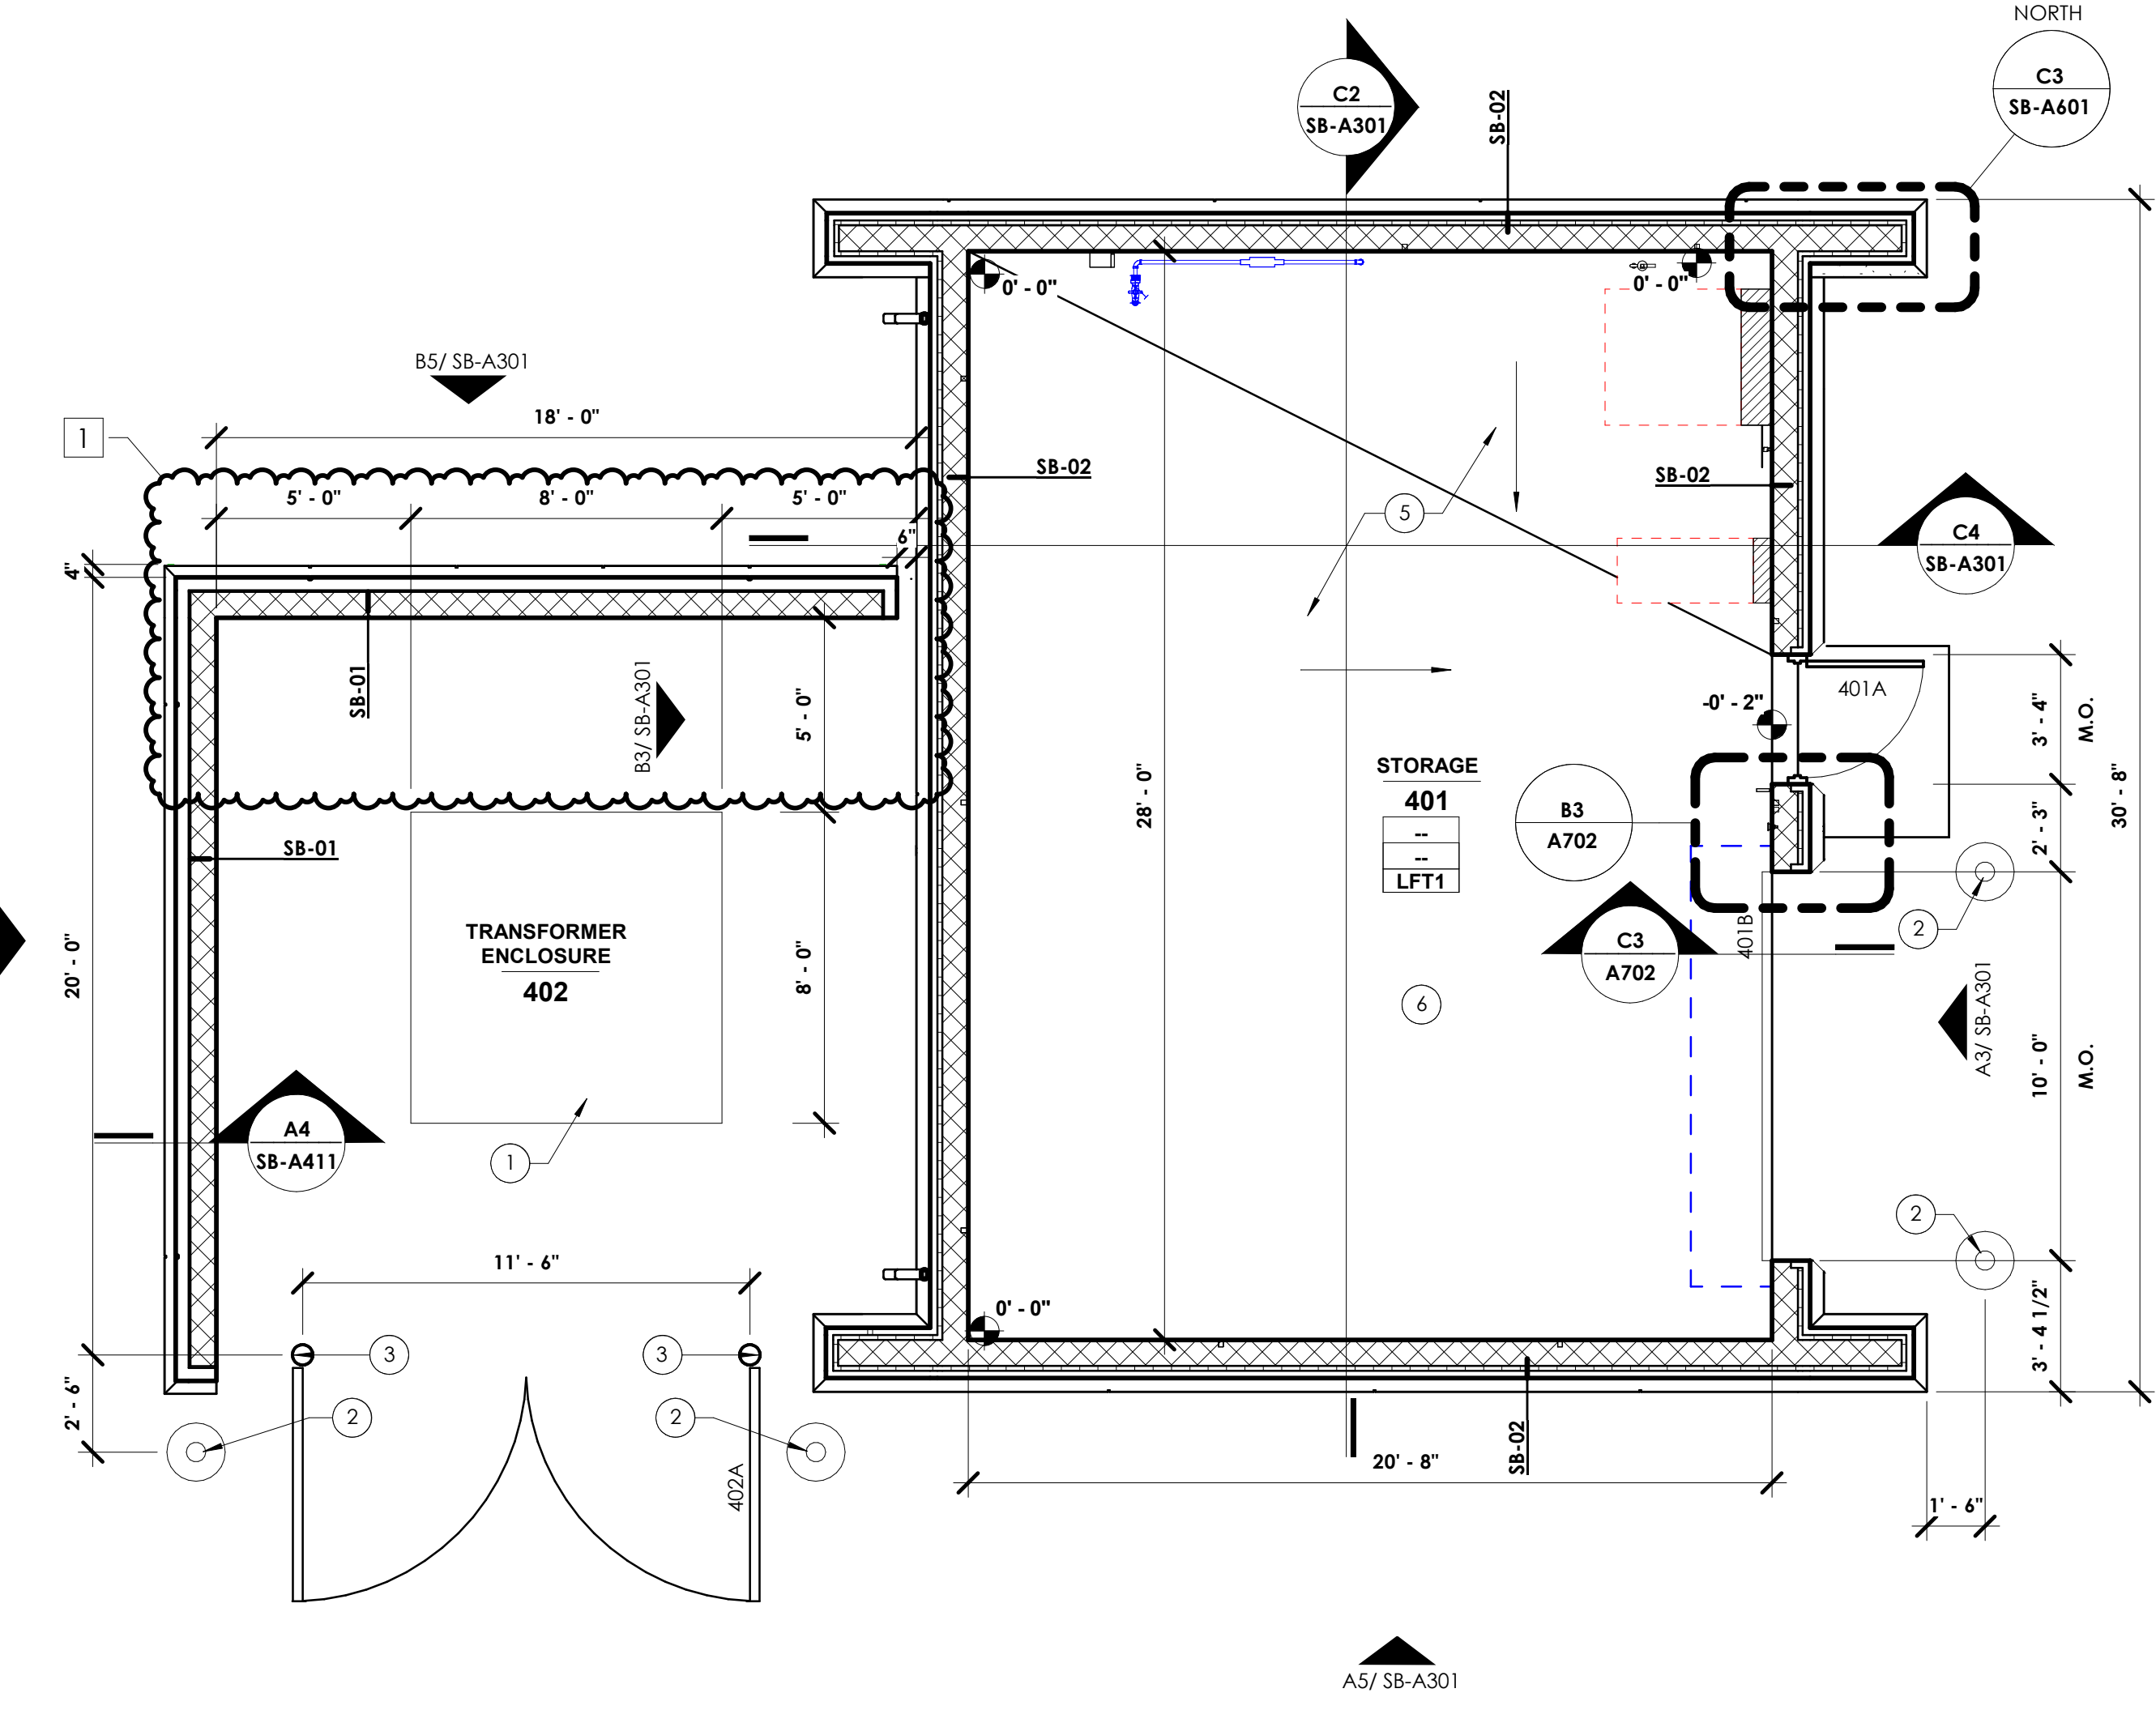 NORTH
C3
SB-A601
C2
SB-A301
SB-02
0' - 0"
0' - 0"
B5/ SB-A301
1
18' - 0"
SB-02
SB-02
5' - 0"
8' - 0"
5' - 0"
5
6"
4"
C4
SB-A301
SB-01
B3/ SB-A301
5' - 0"
401A
-0' - 2"
3' - 4"
M.O.
STORAGE
401
--
--
LFT1
28' - 0"
B3
A702
30' - 8"
2' - 3"
SB-01
TRANSFORMER
ENCLOSURE
402
20' - 0"
8' - 0"
C3
A702
401B
2
A3/ SB-A301
6
10' - 0"
M.O.
A4
SB-A411
1
2
11' - 6"
0' - 0"
3' - 4 1/2"
3
3
2' - 6"
2
2
402A
SB-02
20' - 8"
1' - 6"
A5/ SB-A301